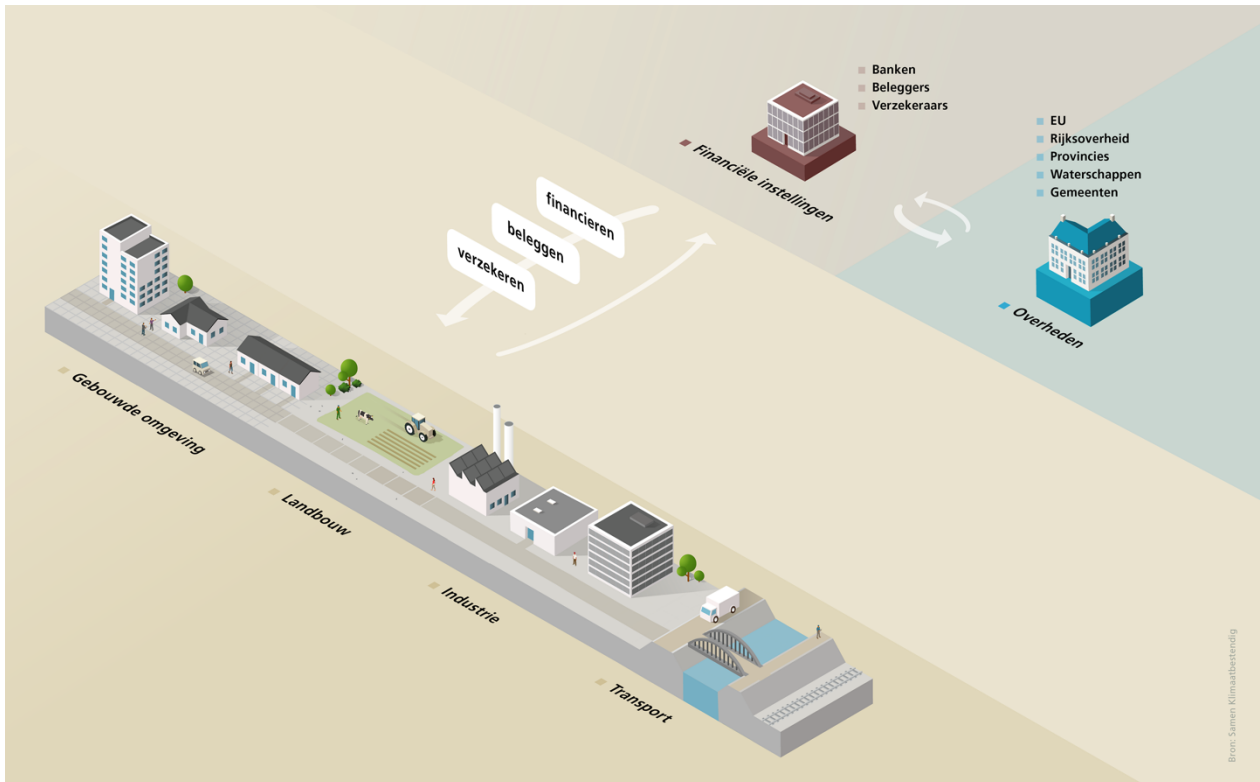 Banken
Beleggers
Verzekeraars
Financiële instellingen
EU
Rijksoverheid
Provincies
Waterschappen
Gemeenten
Overheden
financieren
beleggen
verzekeren
Gebouwde omgeving
Landbouw
Industrie
Transport
Bron: Samen Klimaatbestendig